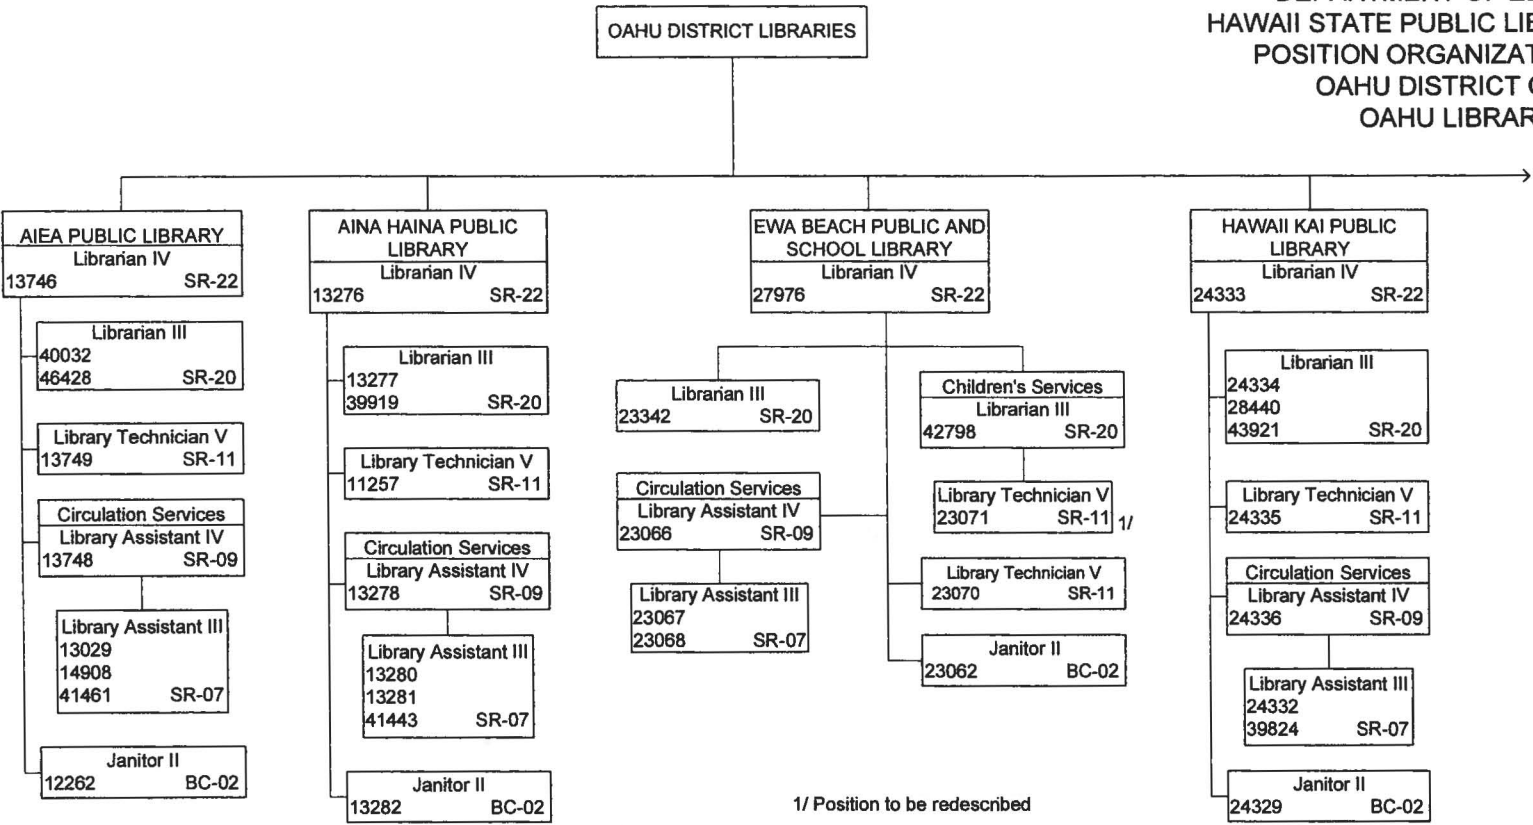 OAHU DISTRICT LIBRARIES
HAWAII STATE PUBLIC
POSITION
OAHU DISTRICT
OAHU
AIEA PUBLIC LIBRARY
Librarian IV
13746 SR-22
Librarian III
40032
46428 SR-20
Library Technician V
13749 SR-11
Circulation Services
Library Assistant IV
13748 SR-09
Library Assistant III
13029
14908
41461 SR-07
Janitor II
12262 BC-02
AINA HAINA PUBLIC
LIBRARY
Librarian IV
13276 SR-22
Librarian III
13277
39919 SR-20
Library Technician V
11257 SR-11
Circulation Services
Library Assistant IV
13278 SR-09
Library Assistant III
13280
13281
41443 SR-07
Janitor II
13282 BC-02
EWA BEACH PUBLIC AND
SCHOOL LIBRARY
Librarian IV
27976 SR-22
Librarian III
23342 SR-20
Circulation Services
Library Assistant IV
23066 SR-09
Library Assistant III
23067
23068 SR-07
Children's Services
Librarian III
42798 SR-20
Library Technician V
23071 SR-11 1/
Library Technician V
23070 SR-11
Janitor II
23062 BC-02
1/ Position to be redescribed
HAWAII KAI PUBLIC
LIBRARY
Librarian IV
24333 SR-22
Librarian III
24334
28440
43921 SR-20
Library Technician V
24335 SR-11
Circulation Services
Library Assistant IV
24336 SR-09
Library Assistant III
24332
39824 SR-07
Janitor II
24329 BC-02